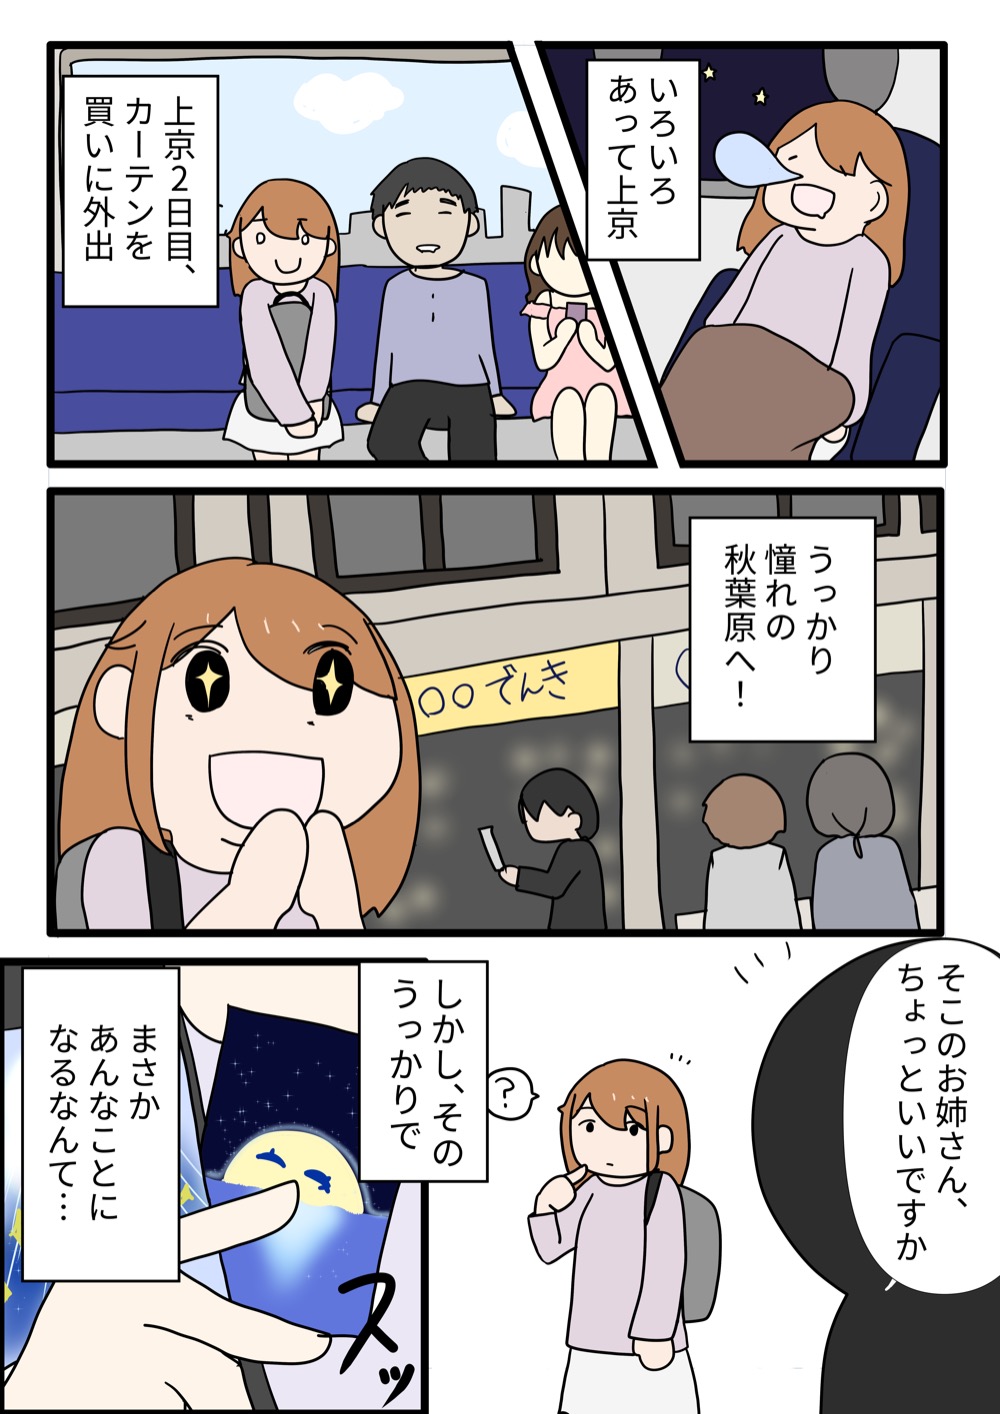 いろいろ
あって上京
上京2日目、
カーテンを
買いに外出
うっかり
憧れの
秋葉原へ!
○○でんき
そこのお姉さん、
ちょっといいですか
?
しかし、その
うっかりで
スッ
まさか
あんなことに
なるなんて…